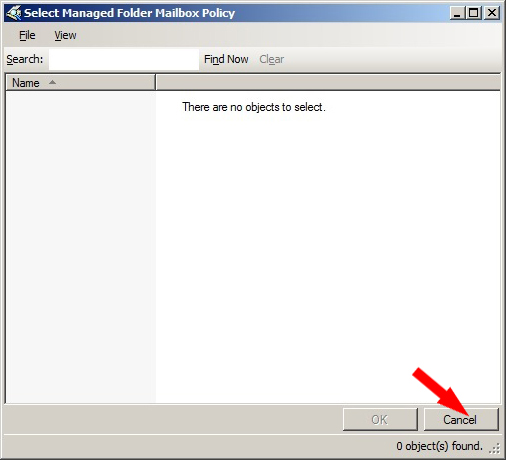 Select Managed Folder Mailbox Policy
File View
Search: Find Now Clear
Name
There are no objects to select.
OK Cancel
0 object(s) found.